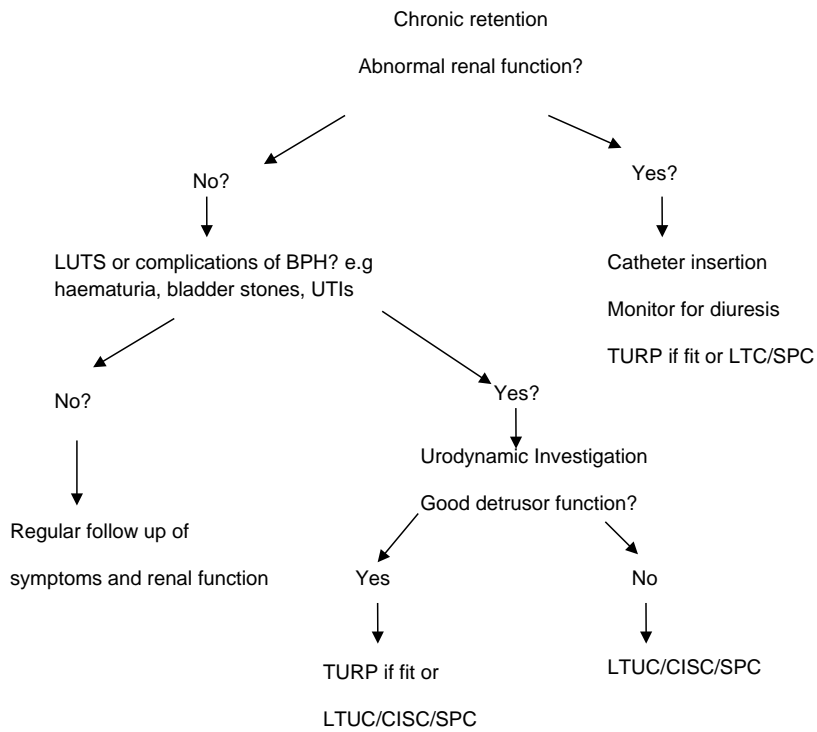 Chronic retention
Abnormal renal function?
No?
Yes?
LUTS or complications of BPH? e.g
haematuria, bladder stones, UTIs
Catheter insertion
Monitor for diuresis
TURP if fit or LTC/SPC
No?
Yes?
Urodynamic Investigation
Good detrusor function?
Regular follow up of
symptoms and renal function
Yes
No
TURP if fit or
LTUC/CISC/SPC
LTUC/CISC/SPC